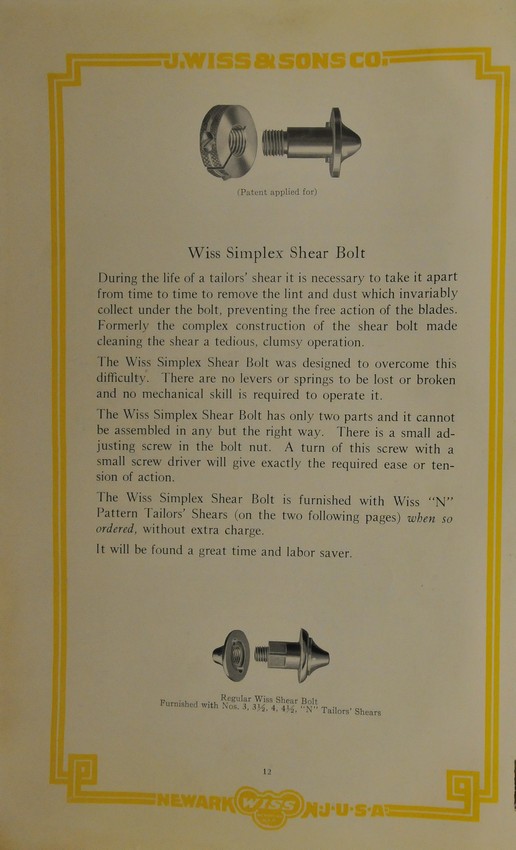 J. WISS & SONS CO.
(Patent applied for)
Wiss Simplex Shear Bolt
During the life of a tailors' shear it is necessary to take it apart
from time to time to remove the lint and dust which invariably
collect under the bolt, preventing the free action of the blades.
Formerly the complex construction of the shear bolt made
cleaning the shear a tedious, clumsy operation.
The Wiss Simplex Shear Bolt was designed to overcome this
difficulty. There are no levers or springs to be lost or broken
and no mechanical skill is required to operate it.
The Wiss Simplex Shear Bolt has only two parts and it cannot
be assembled in any but the right way. There is a small ad-
justing screw in the bolt nut. A turn of this screw with a
small screw driver will give exactly the required ease or ten-
sion of action.
The Wiss Simplex Shear Bolt is furnished with Wiss "N"
Pattern Tailors' Shears (on the two following pages) when so
ordered, without extra charge.
It will be found a great time and labor saver.
Regular Wiss Shear Bolt
Furnished with Nos. 3, 3½, 4, 4½, "N" Tailors' Shears
12
NEWARK WISS N.J. U.S.A.